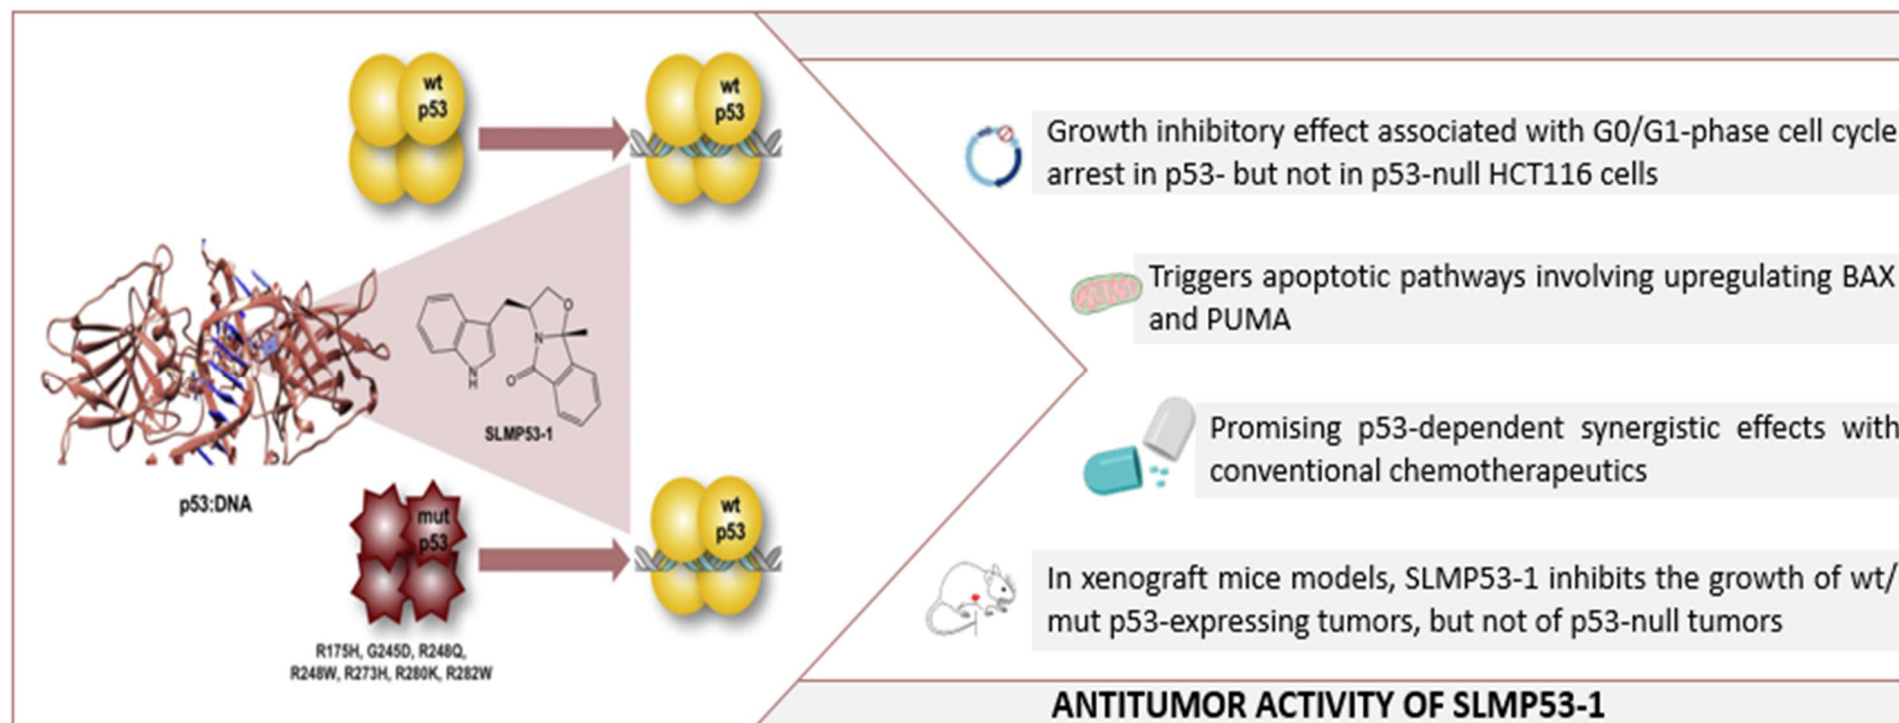 wt
p53
wt
p53
N
H
N
O
O
SLMP53-1
p53:DNA
mut
p53
wt
p53
R175H, G245D, R248Q,
R248W, R273H, R280K, R282W
Growth inhibitory effect associated with G0/G1-phase cell cycle
arrest in p53- but not in p53-null HCT116 cells
Triggers apoptotic pathways involving upregulating BAX
and PUMA
Promising p53-dependent synergistic effects with
conventional chemotherapeutics
In xenograft mice models, SLMP53-1 inhibits the growth of wt/
mut p53-expressing tumors, but not of p53-null tumors
ANTITUMOR ACTIVITY OF SLMP53-1